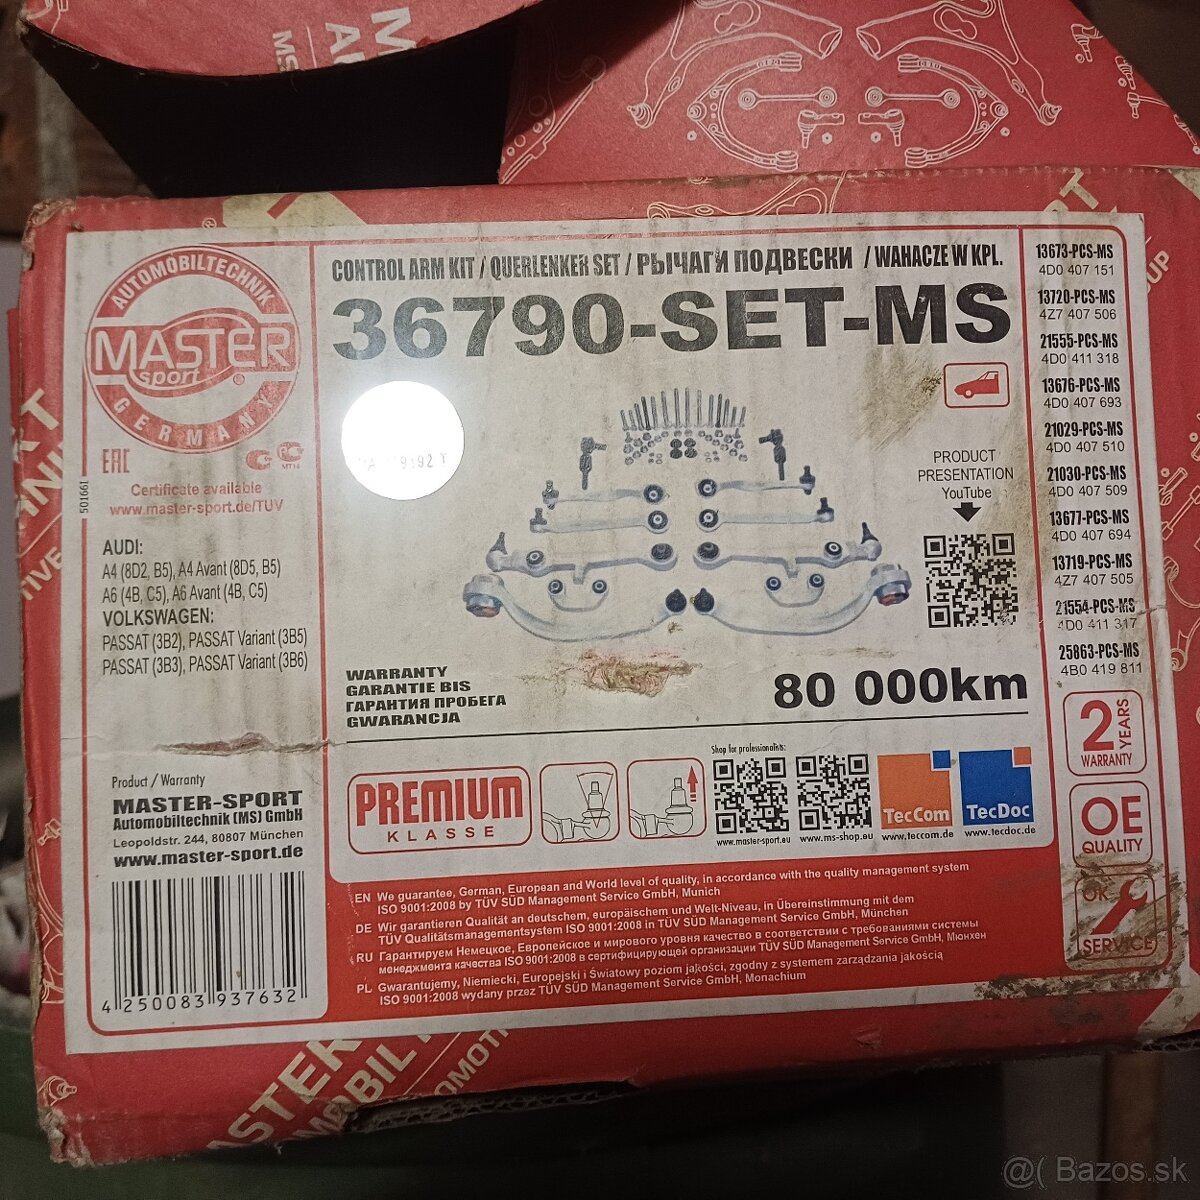 AUTOMOBILTECHNIK
MASTER
sport
GERMANY
EAC
Certificate available
www.master-sport.de/TUV
501661
AUDI:
A4 (8D2, B5), A4 Avant (8D5, B5)
A6 (4B, C5), A6 Avant (4B, C5)
VOLKSWAGEN:
PASSAT (3B2), PASSAT Variant (3B5)
PASSAT (3B3), PASSAT Variant (3B6)
Product / Warranty
MASTER-SPORT
Automobiltechnik (MS) GmbH
Leopoldstr. 244, 80807 München
www.master-sport.de
4 250083 937632
CONTROL ARM KIT / QUERLENKER SET / РЫЧАГИ ПОДВЕСКИ / WAHACZE W KPL.
36790-SET-MS
PRODUCT
PRESENTATION
YouTube
WARRANTY
GARANTIE BIS
ГАРАНТИЯ ПРОБЕГА
GWARANCJA
80 000km
PREMIUM
KLASSE
Shop for professionalists:
www.master-sport.eu
www.ms-shop.eu
TecCom
www.teccom.de
TecDoc
www.tecdoc.de
EN We guarantee, German, European and World level of quality, in accordance with the quality management system
ISO 9001:2008 by TÜV SÜD Management Service GmbH, Munich
DE Wir garantieren Qualität an deutschem, europäischem und Welt-Niveau, in Übereinstimmung mit dem
TÜV Qualitätsmanagementsystem ISO 9001:2008 in TÜV SÜD Management Service GmbH, München
RU Гарантируем Немецкое, Европейское и мирового уровня качество в соответствии с требованиями системы
менеджмента качества ISO 9001:2008 в сертифицирующей организации TÜV SÜD Management Service GmbH, Мюнхен
PL Gwarantujemy, Niemiecki, Europejski i Światowy poziom jakości, zgodny z systemem zarządzania jakością
ISO 9001:2008 wydany przez TÜV SÜD Management Service GmbH, Monachium
13673-PCS-MS
4D0 407 151
13720-PCS-MS
4Z7 407 506
21555-PCS-MS
4D0 411 318
13676-PCS-MS
4D0 407 693
21029-PCS-MS
4D0 407 510
21030-PCS-MS
4D0 407 509
13677-PCS-MS
4D0 407 694
13719-PCS-MS
4Z7 407 505
21554-PCS-MS
4D0 411 317
25863-PCS-MS
4B0 419 811
2 YEARS
WARRANTY
OE
QUALITY
OK
SERVICE
@( Bazos.sk